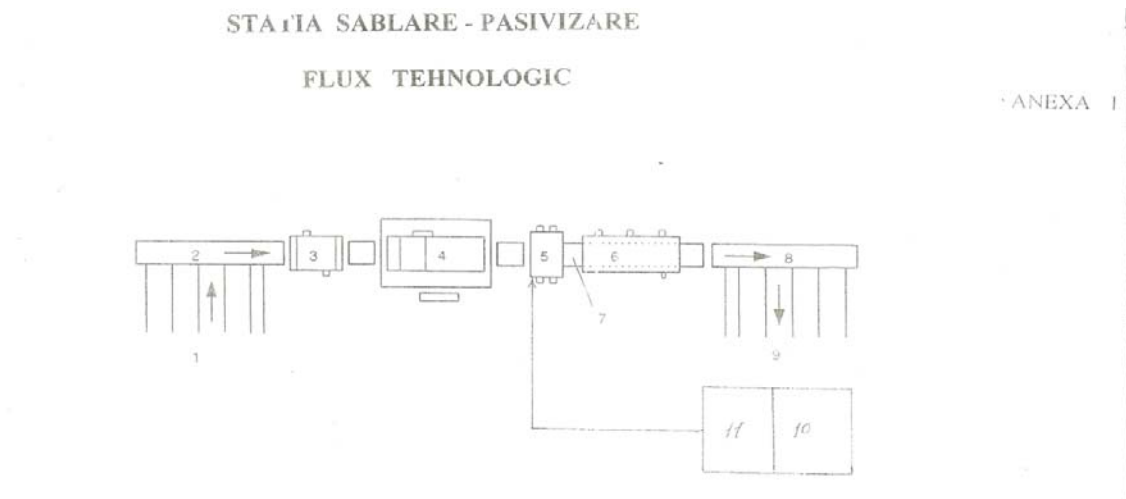 STAȚIA SABLARE - PASIVIZARE
FLUX TEHNOLOGIC
ANEXA 1
2 3 4 5 6 8
7
1 9
11 10